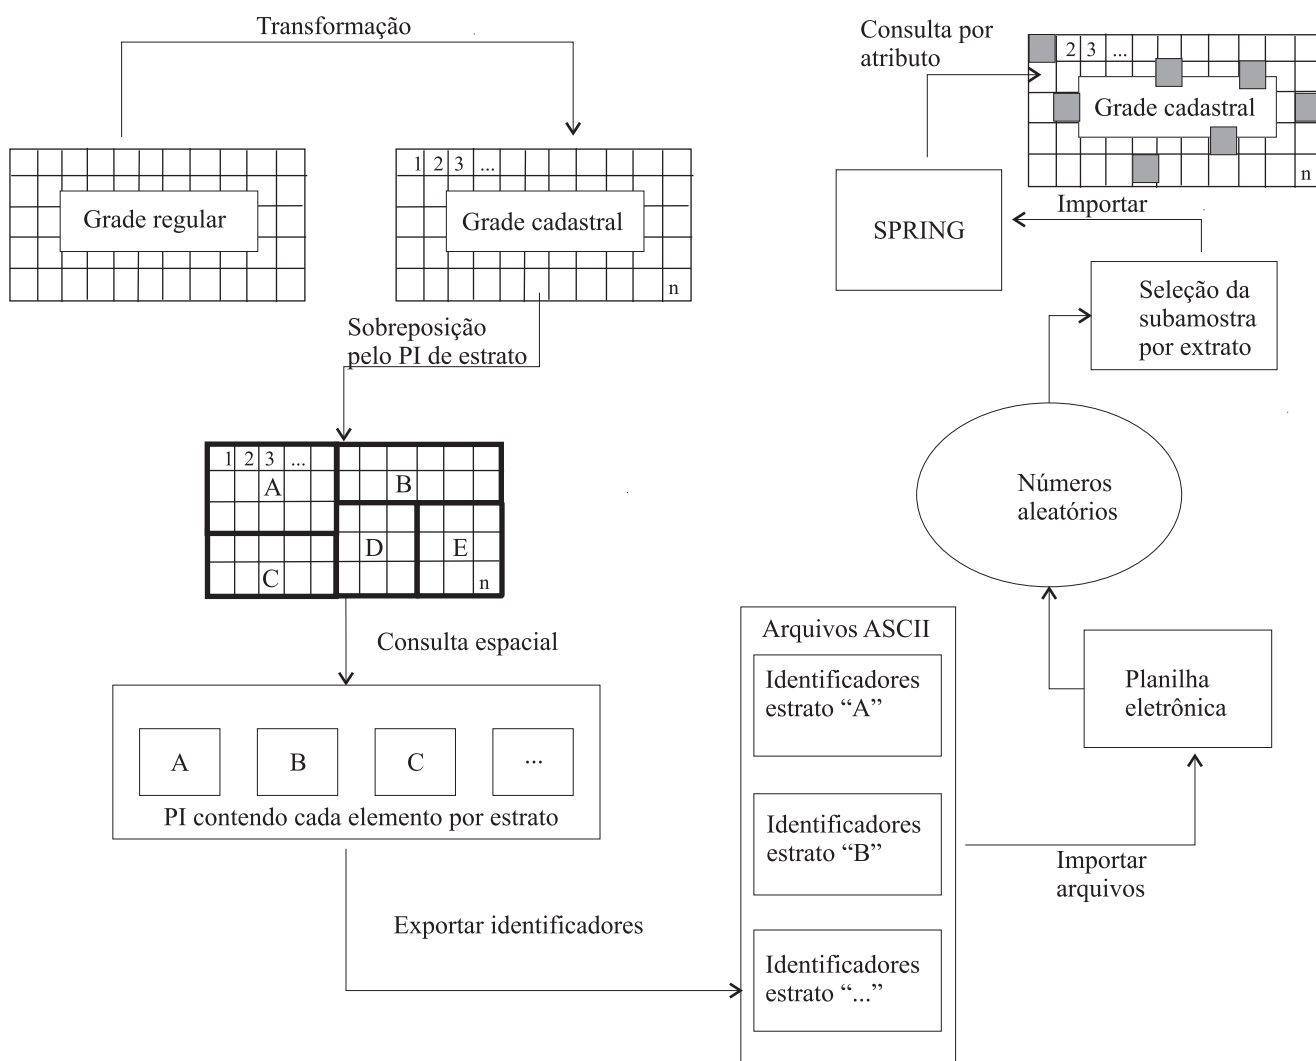 Transformação
Grade regular
1 2 3 ...
Grade cadastral
n
Sobreposição
pelo PI de estrato
1 2 3 ...
A
B
C
D
E
n
Consulta espacial
A
B
C
...
PI contendo cada elemento por estrato
Exportar identificadores
Arquivos ASCII
Identificadores
estrato “A”
Identificadores
estrato “B”
Identificadores
estrato “...”
Importar
arquivos
Planilha
eletrônica
Números
aleatórios
Seleção da
subamostra
por extrato
Importar
SPRING
Consulta por
atributo
2 3 ...
Grade cadastral
n